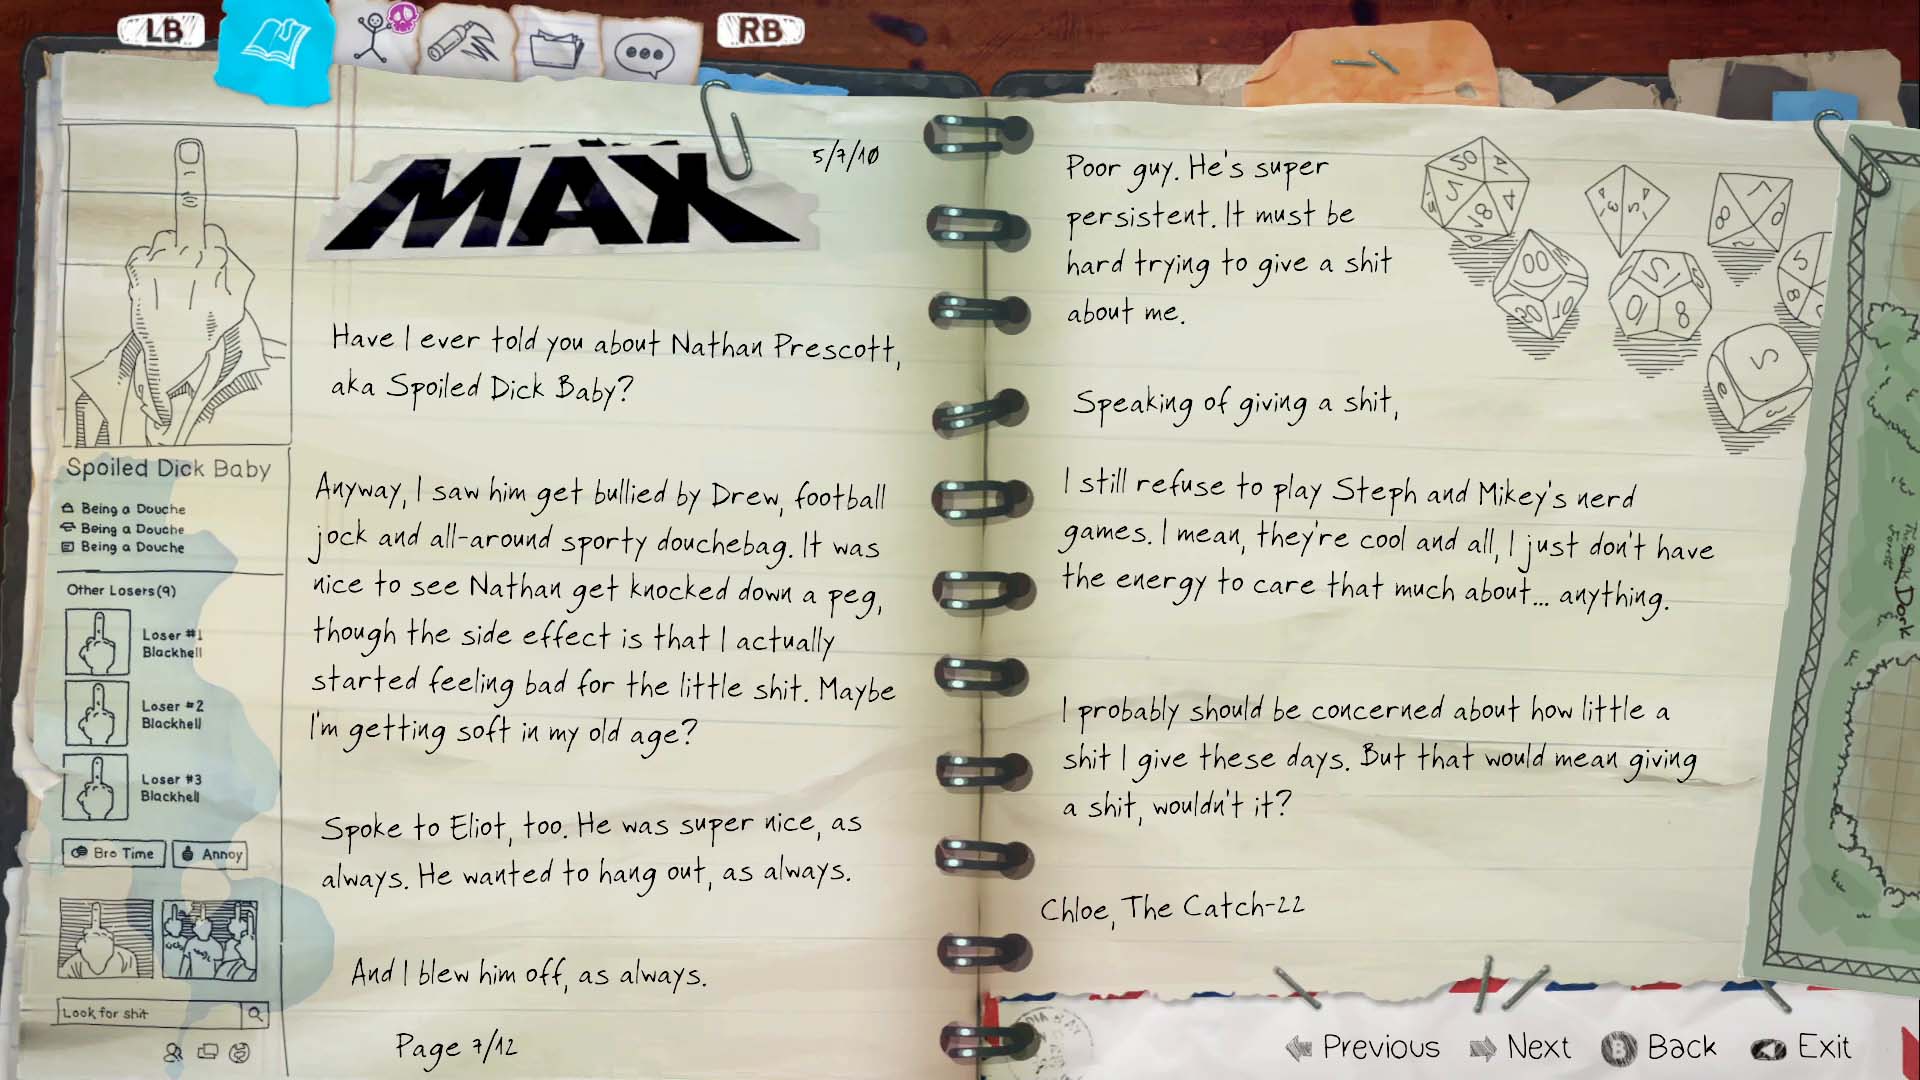 LB
RB
MAX
5/7/10
Have I ever told you about Nathan Prescott,
aka Spoiled Dick Baby?
Anyway, I saw him get bullied by Drew, football
jock and all-around sporty douchebag. It was
nice to see Nathan get knocked down a peg,
though the side effect is that I actually
started feeling bad for the little shit. Maybe
I'm getting soft in my old age?
Spoke to Eliot, too. He was super nice, as
always. He wanted to hang out, as always.
And I blew him off, as always.
Page 7/12
Spoiled Dick Baby
Being a Douche
Being a Douche
Being a Douche
Other Losers(9)
Loser #1
Blackhell
Loser #2
Blackhell
Loser #3
Blackhell
Bro Time
Annoy
Look for shit
Poor guy. He's super
persistent. It must be
hard trying to give a shit
about me.
Speaking of giving a shit,
I still refuse to play Steph and Mikey's nerd
games. I mean, they're cool and all, I just don't have
the energy to care that much about... anything.
I probably should be concerned about how little a
shit I give these days. But that would mean giving
a shit, wouldn't it?
Chloe, The Catch-22
Previous
Next
B
Back
Exit